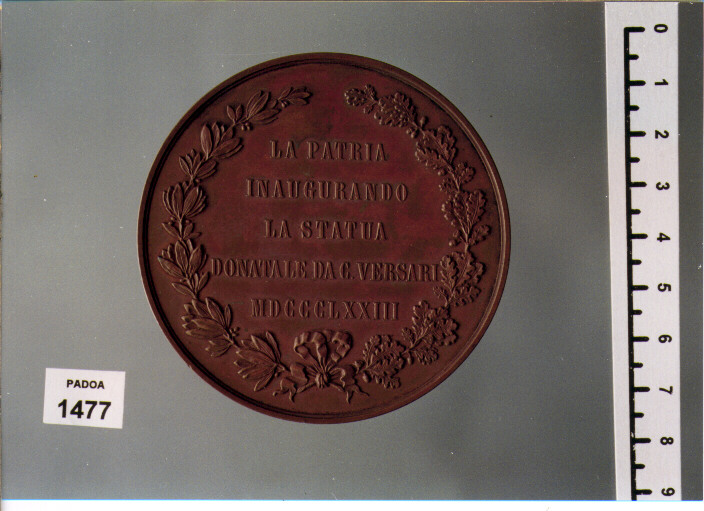 LA PATRIA
INAUGURANDO
LA STATUA
DONATALE DA C. VERSARI
MDCCCLXXIII
PADOA
1477
0
1
2
3
4
5
6
7
8
9